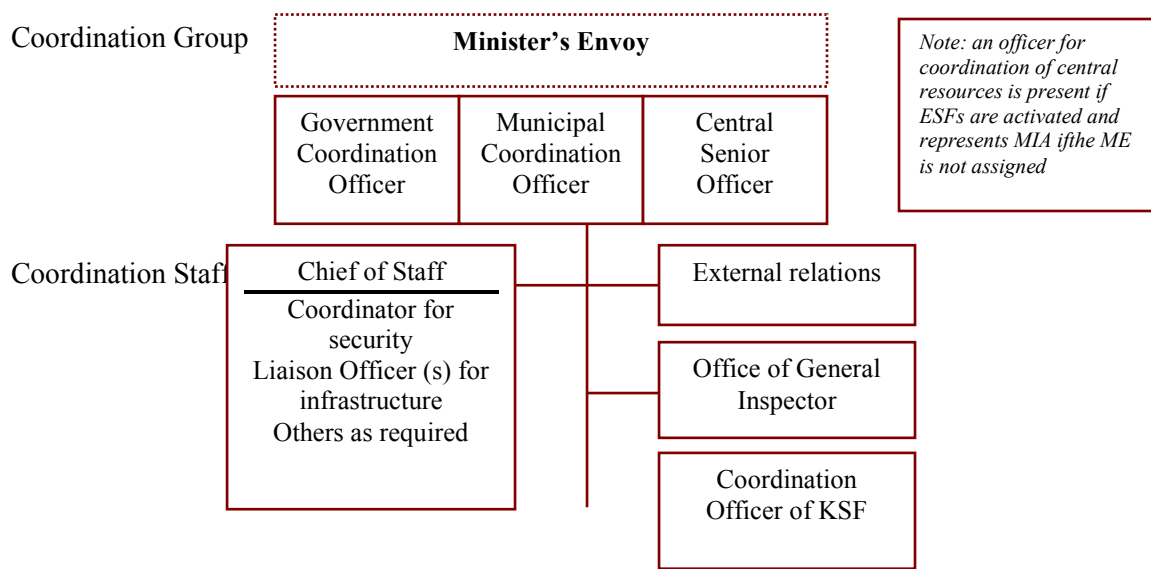 Coordination Group
Minister’s Envoy
Note: an officer for
coordination of central
resources is present if
ESFs are activated and
represents MIA ifthe ME
is not assigned
Government
Coordination
Officer
Municipal
Coordination
Officer
Central
Senior
Officer
Coordination Staff
Chief of Staff
Coordinator for
security
Liaison Officer (s) for
infrastructure
Others as required
External relations
Office of General
Inspector
Coordination
Officer of KSF